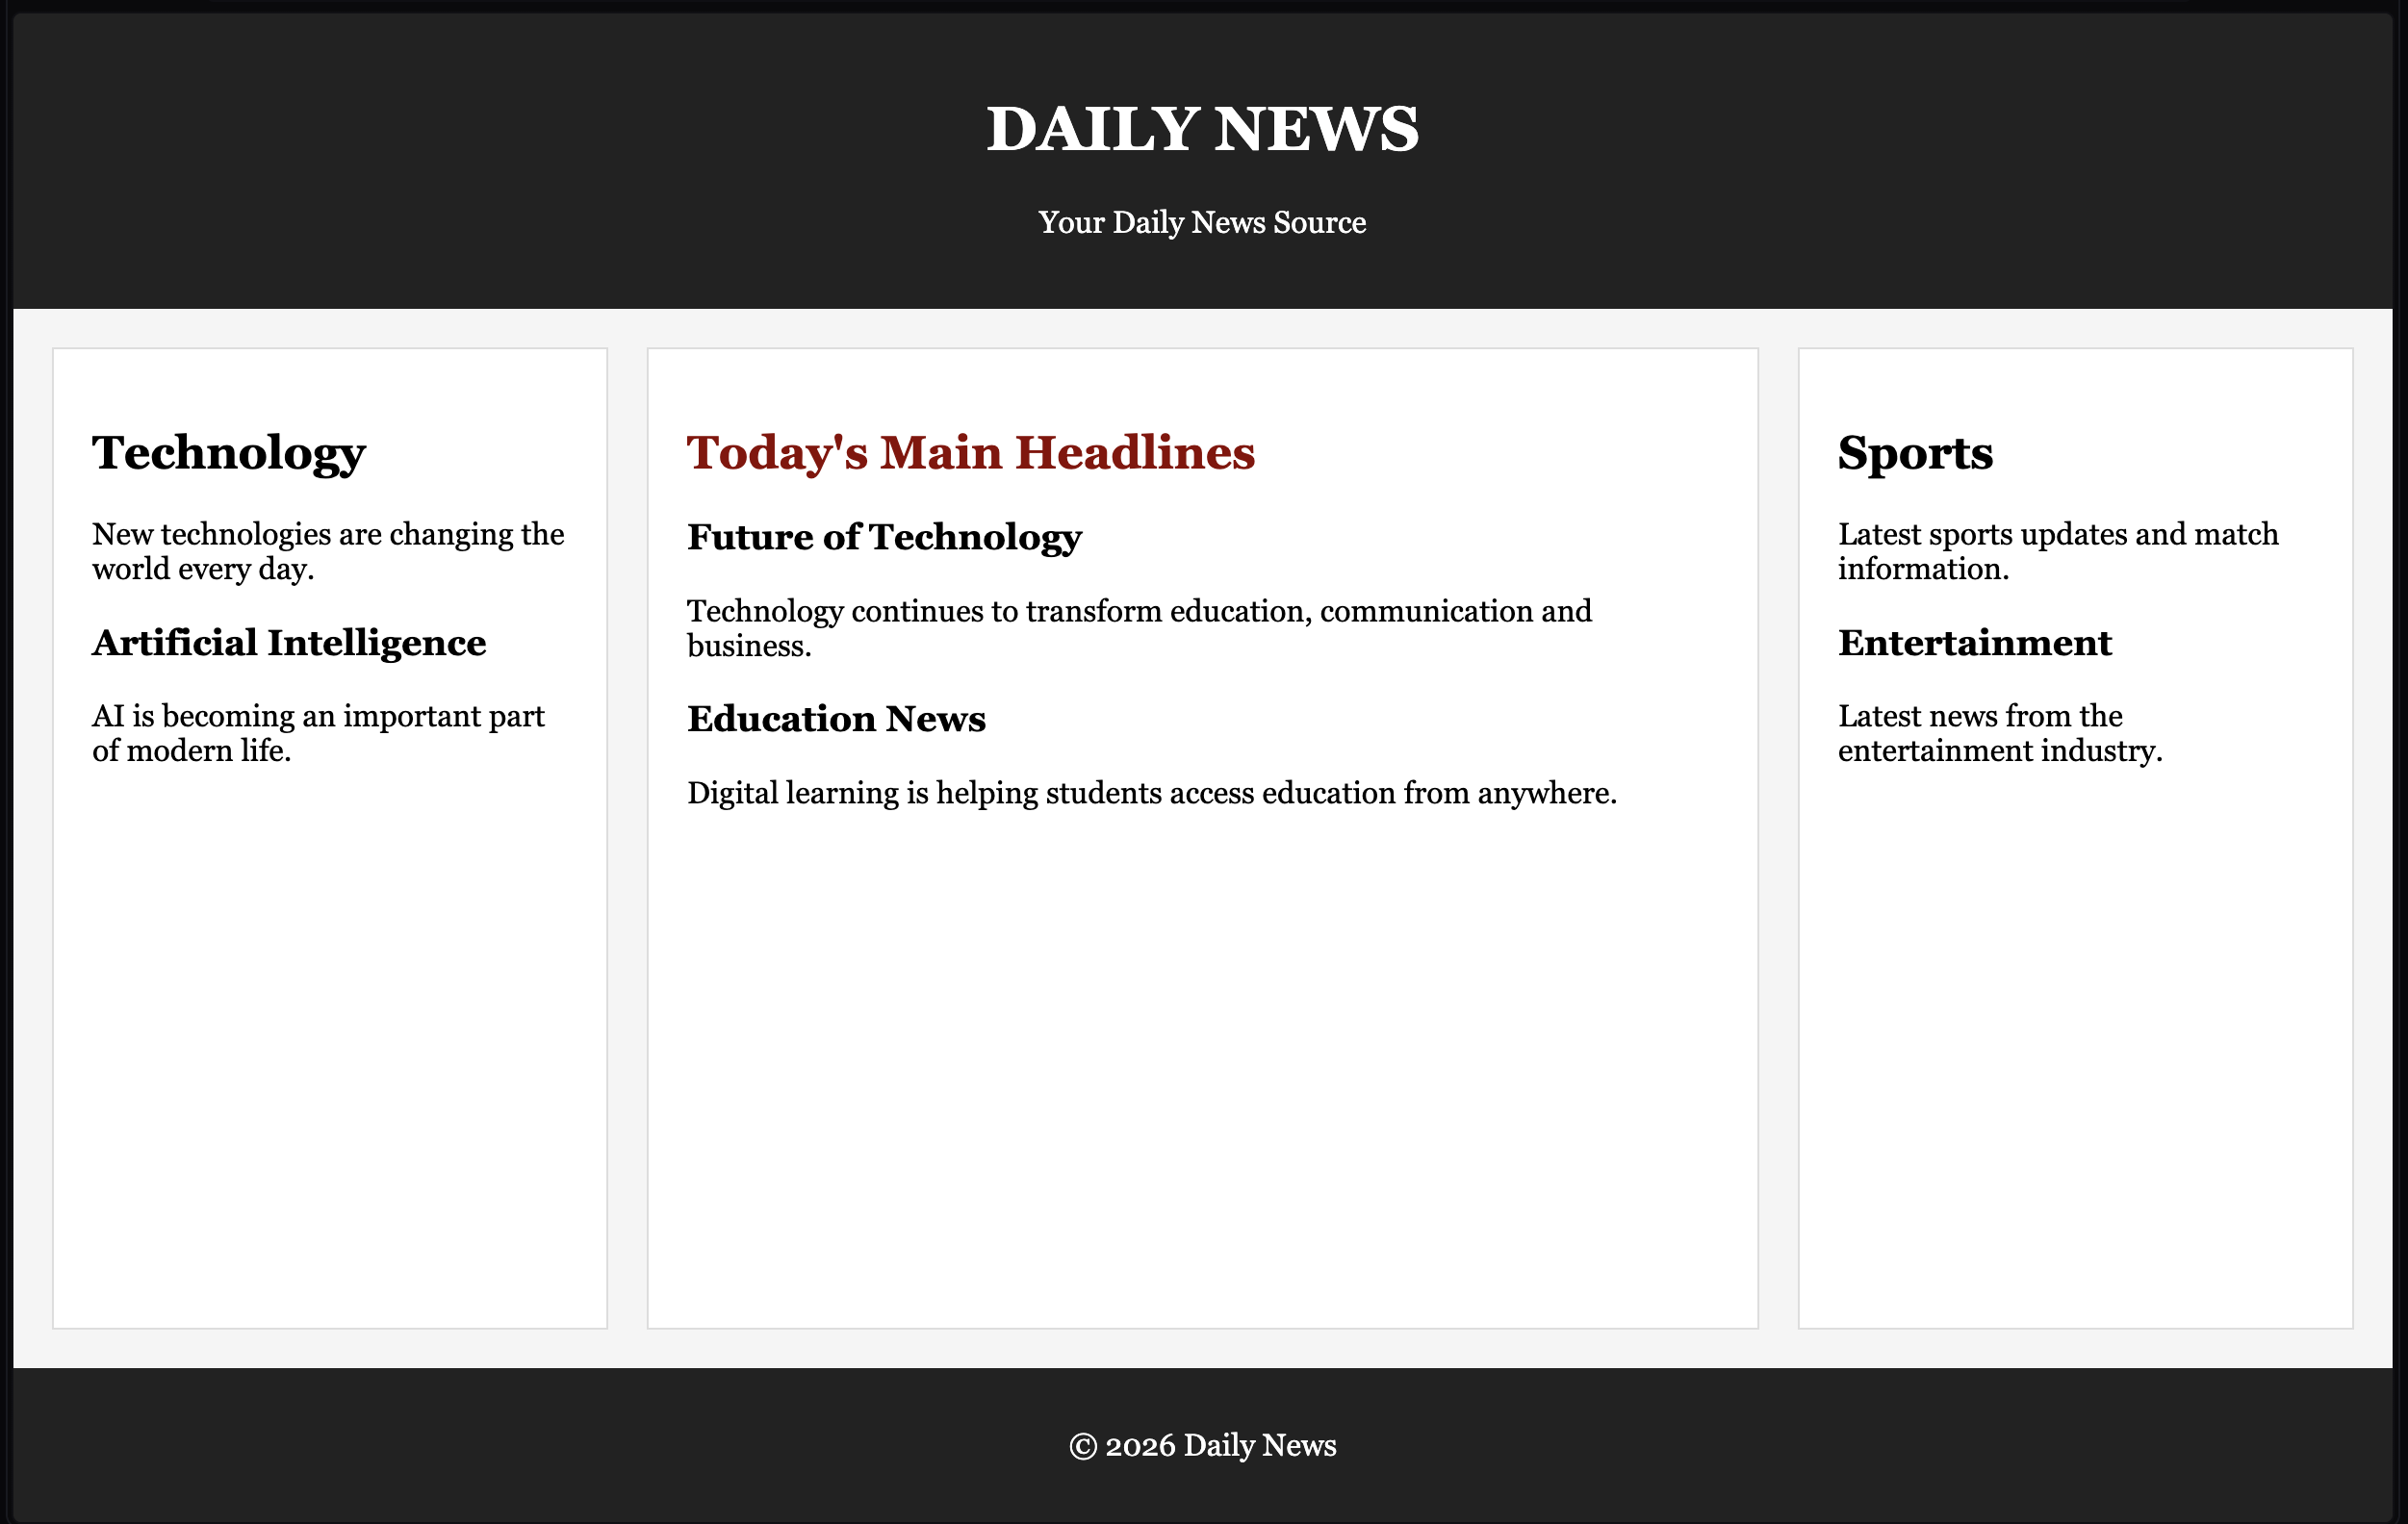 DAILY NEWS
Your Daily News Source
Technology
New technologies are changing the
world every day.
Artificial Intelligence
AI is becoming an important part
of modern life.
Today's Main Headlines
Future of Technology
Technology continues to transform education, communication and
business.
Education News
Digital learning is helping students access education from anywhere.
Sports
Latest sports updates and match
information.
Entertainment
Latest news from the
entertainment industry.
© 2026 Daily News